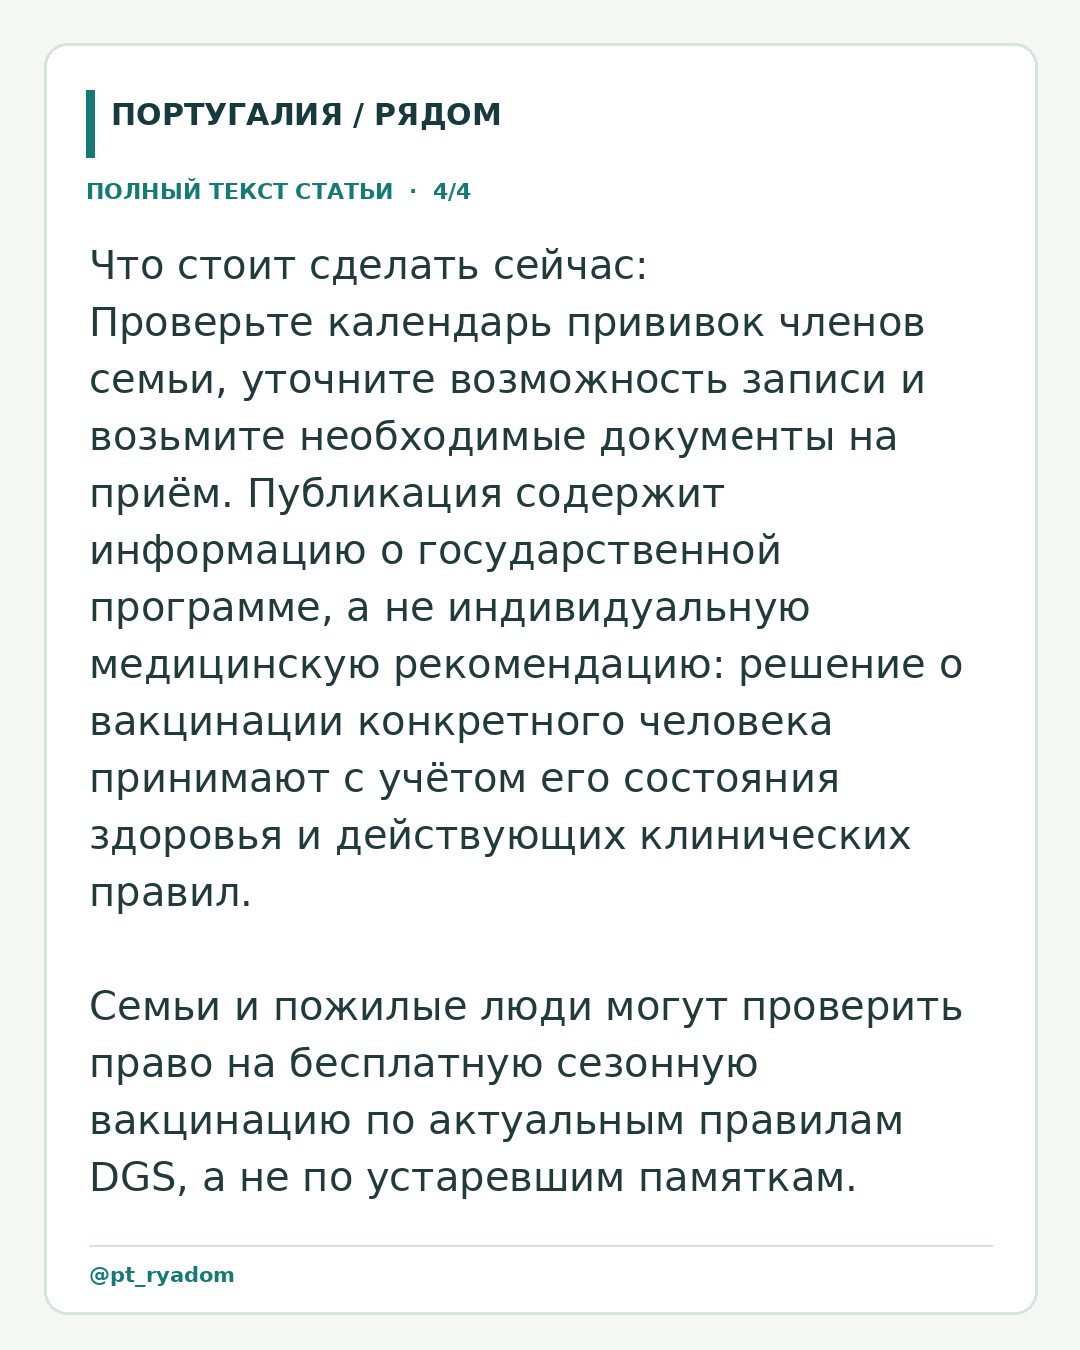 ПОРТУГАЛИЯ / РЯДОМ
ПОЛНЫЙ ТЕКСТ СТАТЬИ · 4/4
Что стоит сделать сейчас:
Проверьте календарь прививок членов
семьи, уточните возможность записи и
возьмите необходимые документы на
приём. Публикация содержит
информацию о государственной
программе, а не индивидуальную
медицинскую рекомендацию: решение о
вакцинации конкретного человека
принимают с учётом его состояния
здоровья и действующих клинических
правил.
Семьи и пожилые люди могут проверить
право на бесплатную сезонную
вакцинацию по актуальным правилам
DGS, а не по устаревшим памяткам.
@pt_ryadom